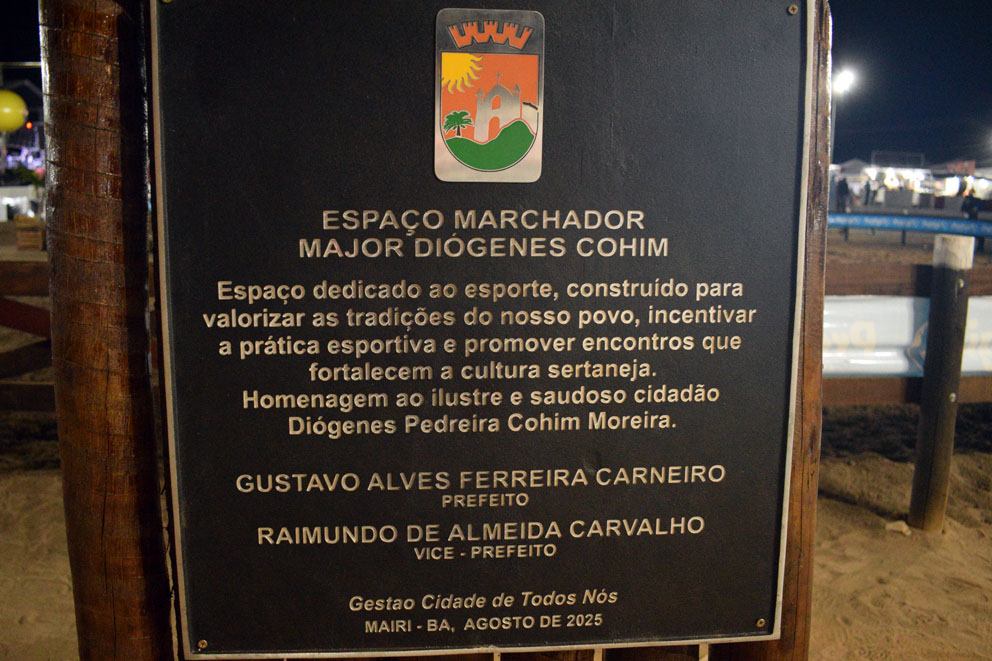 ESPAÇO MARCHADOR
MAJOR DIÓGENES COHIM
Espaço dedicado ao esporte, construído para
valorizar as tradições do nosso povo, incentivar
a prática esportiva e promover encontros que
fortalecem a cultura sertaneja.
Homenagem ao ilustre e saudoso cidadão
Diógenes Pedreira Cohim Moreira.
GUSTAVO ALVES FERREIRA CARNEIRO
PREFEITO
RAIMUNDO DE ALMEIDA CARVALHO
VICE - PREFEITO
Gestao Cidade de Todos Nós
MAIRI - BA, AGOSTO DE 2025